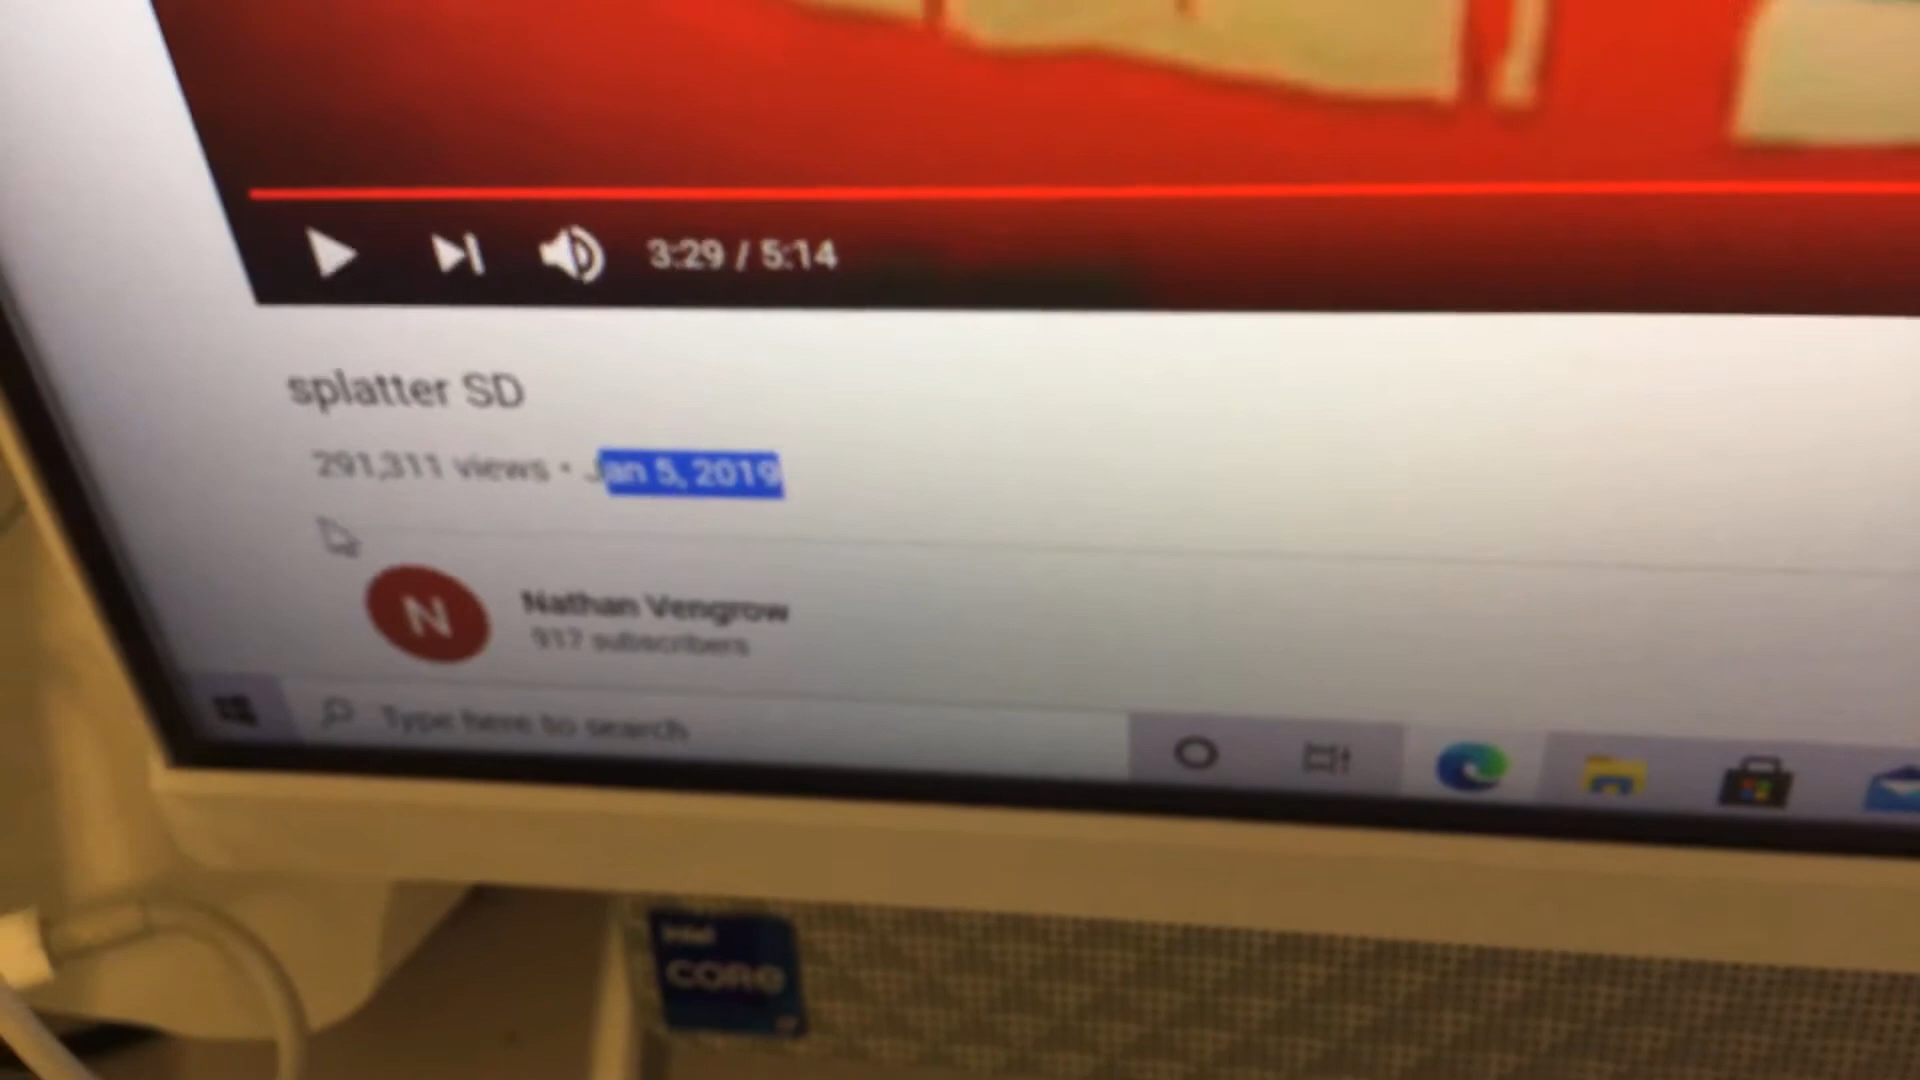 3:29 / 5:14
splatter SD
291,311 views • Jan 5, 2019
N
Nathan Vengrow
917 subscribers
Type here to search
intel
CORE